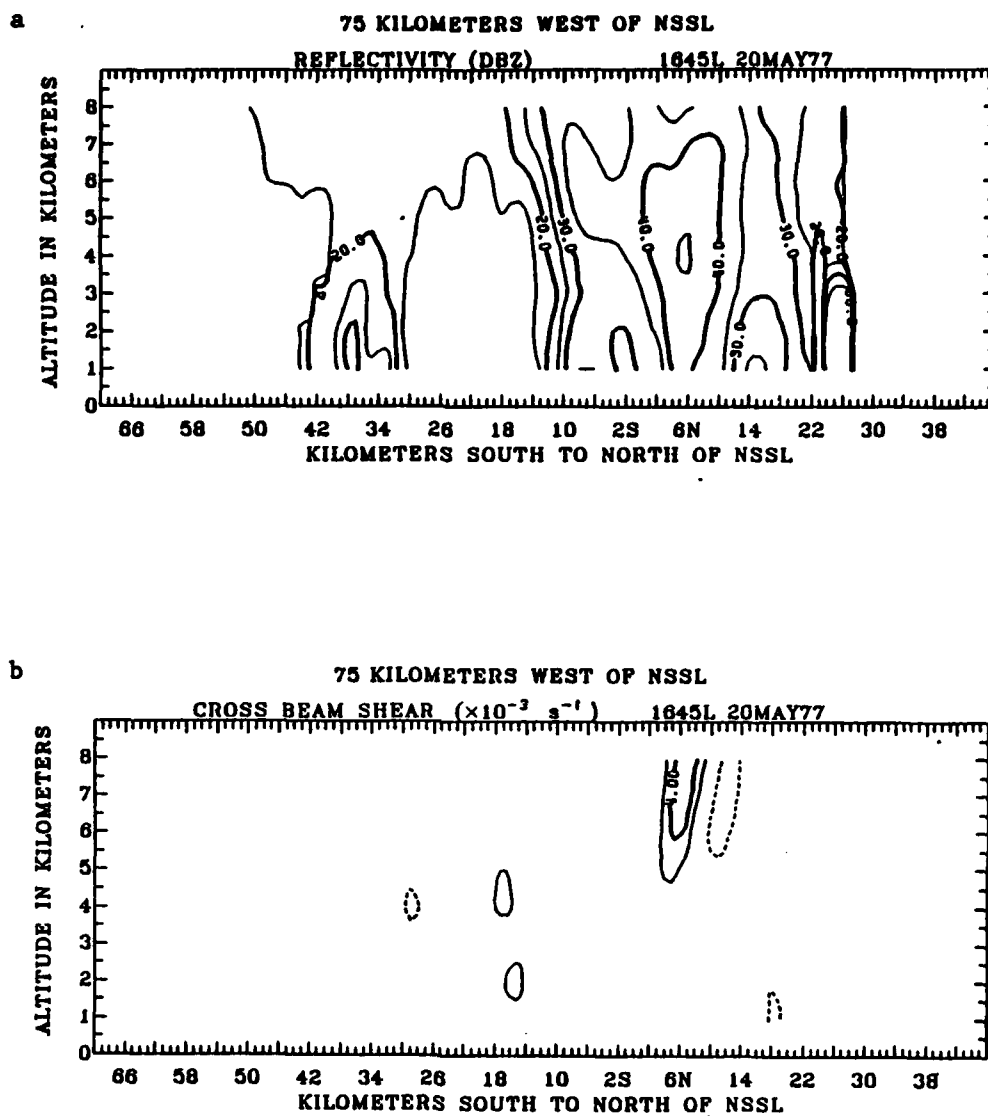 a
75 KILOMETERS WEST OF NSSL
REFLECTIVITY (DBZ) 1645L 20MAY77
ALTITUDE IN KILOMETERS
8
7
6
5
4
3
2
1
0
20.0
20.0
30.0
40.0
40.0
30.0
30.0
66 58 50 42 34 26 18 10 2S 6N 14 22 30 38
KILOMETERS SOUTH TO NORTH OF NSSL
b
75 KILOMETERS WEST OF NSSL
CROSS BEAM SHEAR (×10⁻³ s⁻¹) 1645L 20MAY77
ALTITUDE IN KILOMETERS
8
7
6
5
4
3
2
1
0
4.00
66 58 50 42 34 26 18 10 2S 6N 14 22 30 38
KILOMETERS SOUTH TO NORTH OF NSSL